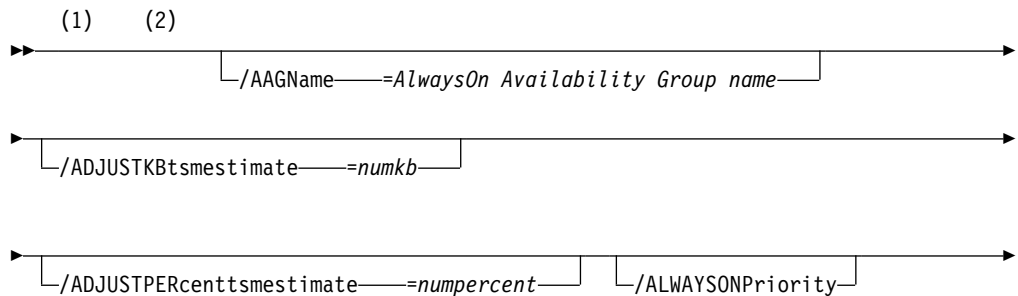 (1) (2)
/AAGName =AlwaysOn Availability Group name
/ADJUSTKBtsmestimate =numkb
/ADJUSTPERcenttsmestimate =numpercent /ALWAYSONPriority